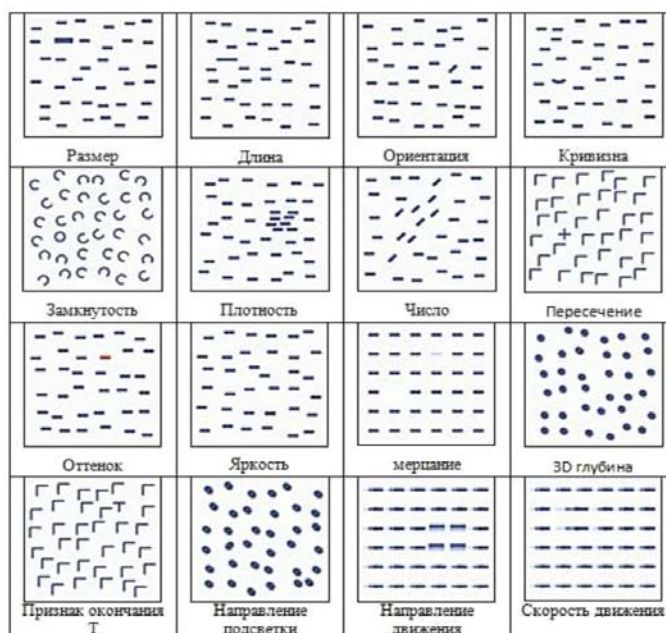 Размер
Длина
Ориентация
Кривизна
Замкнутость
Плотность
Число
Пересечение
Оттенок
Яркость
мерцание
3D глубина
Признак окончания
Т
Направление
подсветки
Направление
движения
Скорость движения